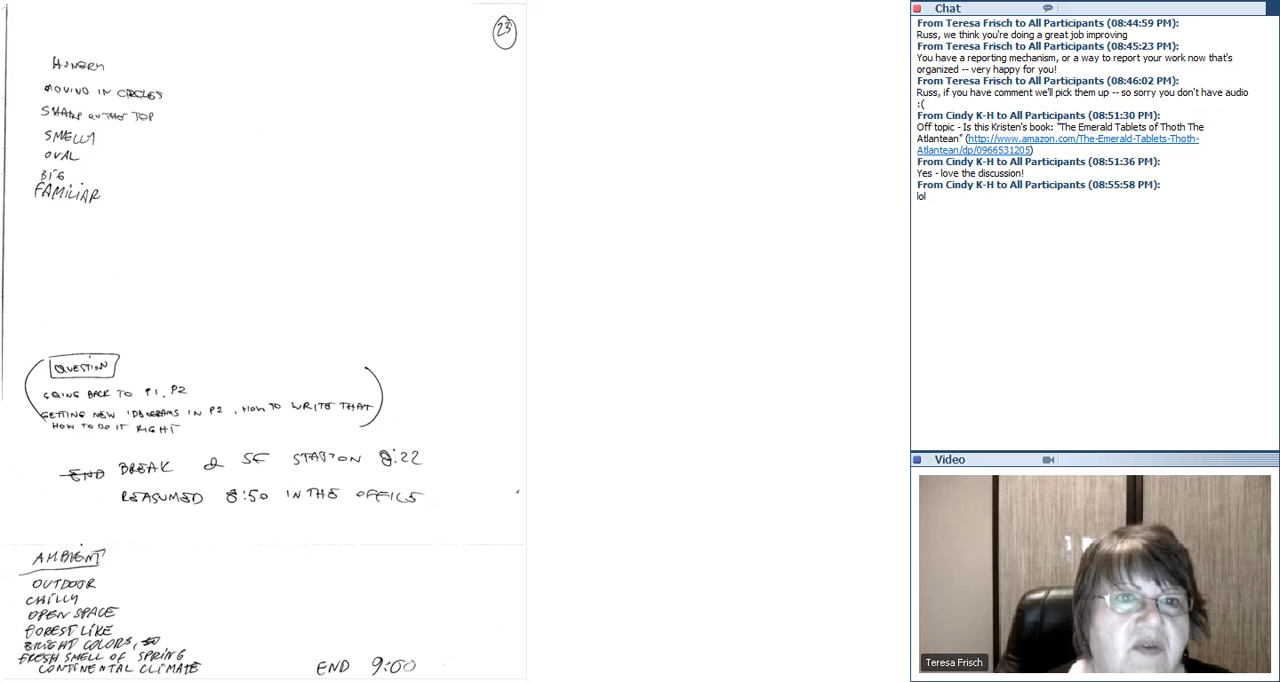 23
HUNGRY
MOVING IN CIRCLES
SHARP ON THE TOP
SMELLY
OVAL
BIG
FAMILIAR
QUESTION
GOING BACK TO P1, P2
GETTING NEW IDEOGRAMS IN P2, HOW TO WRITE THAT
HOW TO DO IT RIGHT
END BREAK @ SF STATION 8:22
REASUMED 8:50 IN THE OFFICE
AMBIENT
OUTDOOR
CHILLY
OPEN SPACE
FOREST LIKE
BRIGHT COLORS,
FRESH SMELL OF SPRING
CONTINENTAL CLIMATE
END 9:00
Chat
From Teresa Frisch to All Participants (08:44:59 PM):
Russ, we think you're doing a great job improving
From Teresa Frisch to All Participants (08:45:23 PM):
You have a reporting mechanism, or a way to report your work now that's
organized -- very happy for you!
From Teresa Frisch to All Participants (08:46:02 PM):
Russ, if you have comment we'll pick them up -- so sorry you don't have audio
:(
From Cindy K-H to All Participants (08:51:30 PM):
Off topic - Is this Kristen's book: "The Emerald Tablets of Thoth The
Atlantean" (http://www.amazon.com/The-Emerald-Tablets-Thoth-
Atlantean/dp/0966531205)
From Cindy K-H to All Participants (08:51:36 PM):
Yes - love the discussion!
From Cindy K-H to All Participants (08:55:58 PM):
lol
Video
Teresa Frisch